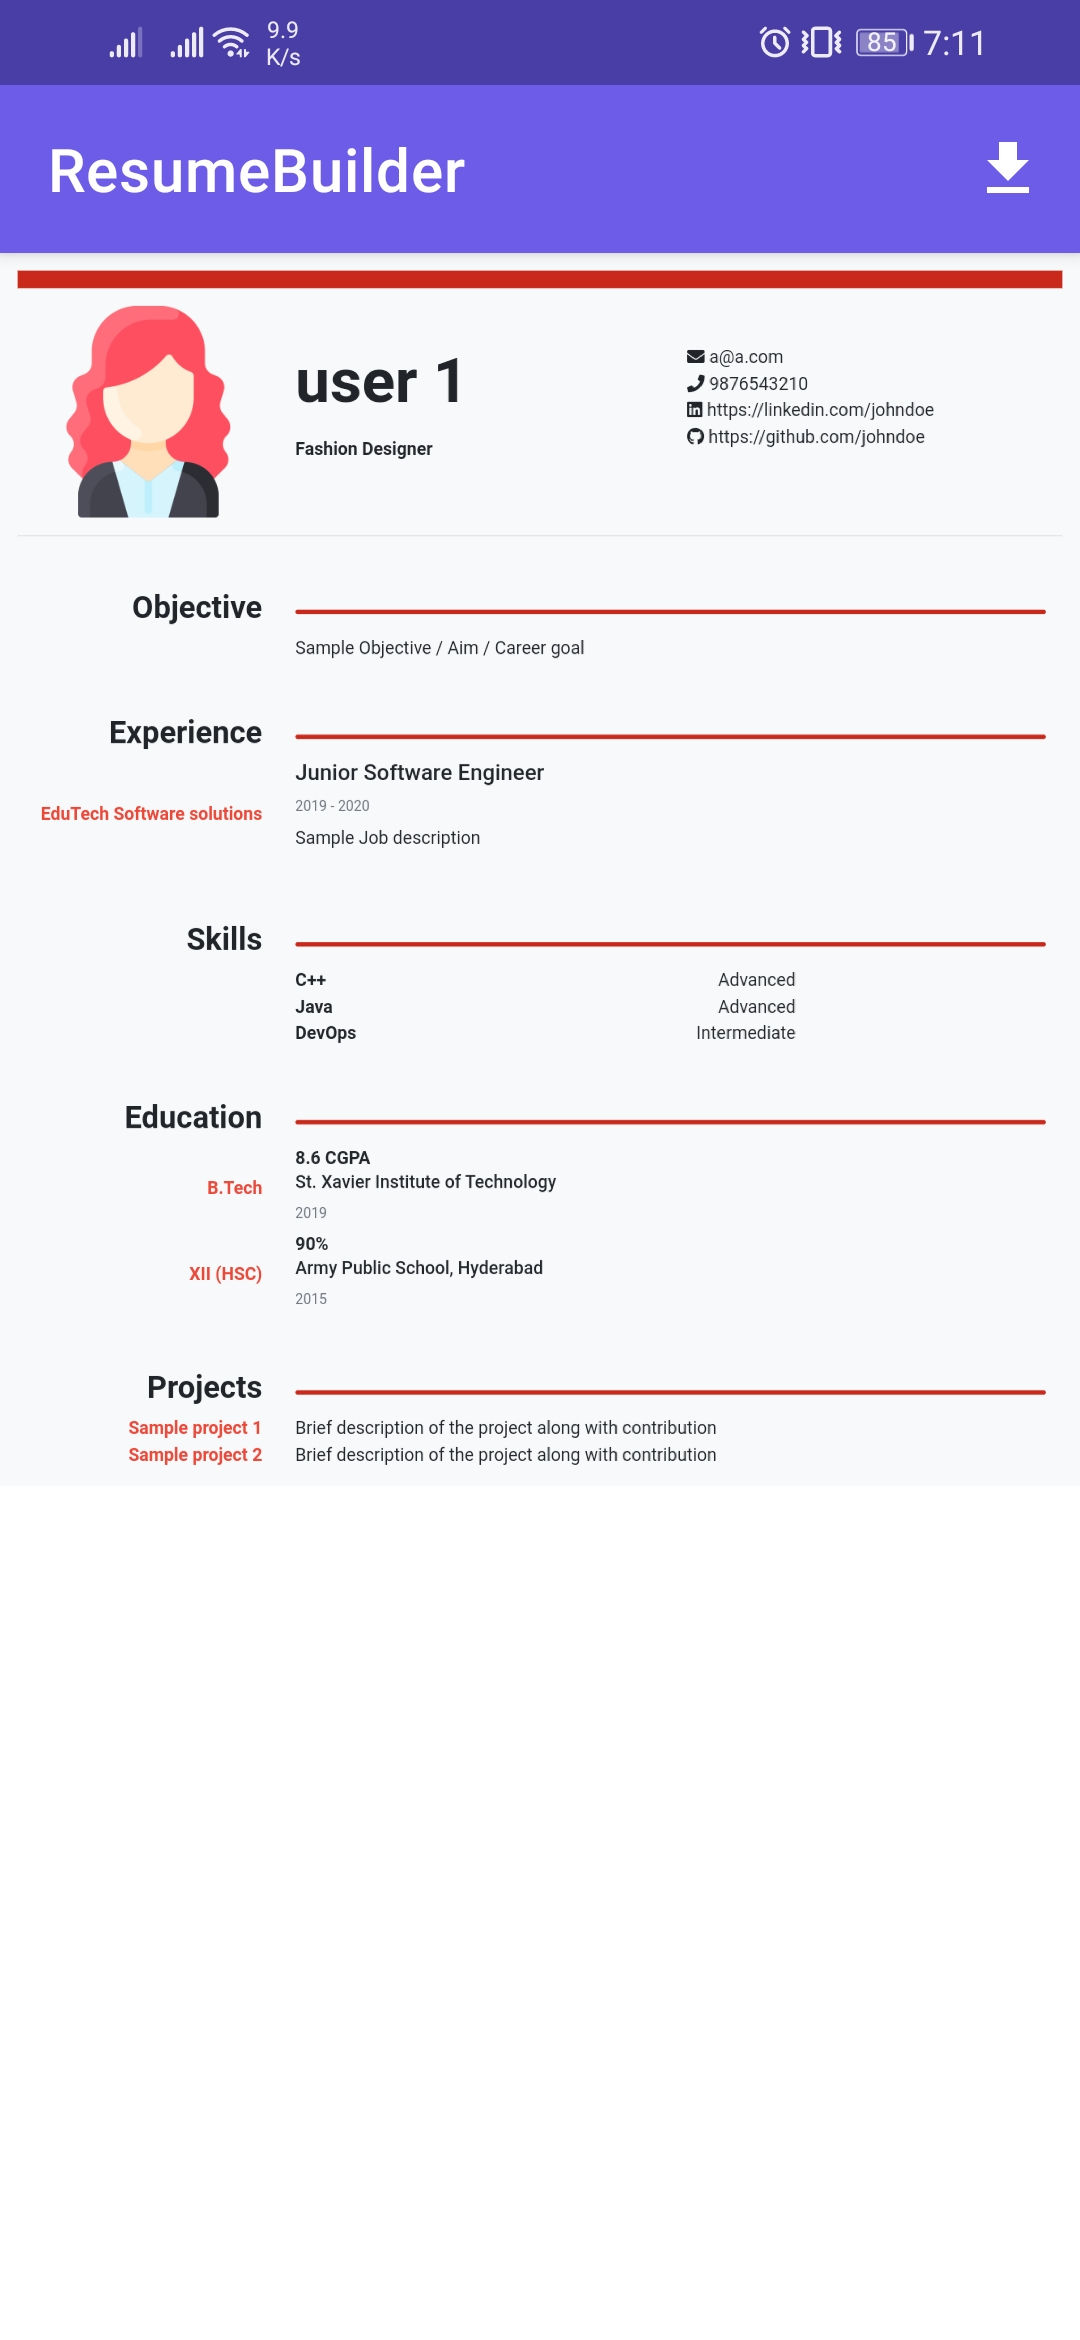 9.9
K/s
85
7:11
ResumeBuilder
user 1
Fashion Designer
a@a.com
9876543210
https://linkedin.com/johndoe
https://github.com/johndoe
Objective
Sample Objective / Aim / Career goal
Experience
Junior Software Engineer
EduTech Software solutions
2019 - 2020
Sample Job description
Skills
C++ Advanced
Java Advanced
DevOps Intermediate
Education
8.6 CGPA
B.Tech
St. Xavier Institute of Technology
2019
90%
XII (HSC)
Army Public School, Hyderabad
2015
Projects
Sample project 1 Brief description of the project along with contribution
Sample project 2 Brief description of the project along with contribution